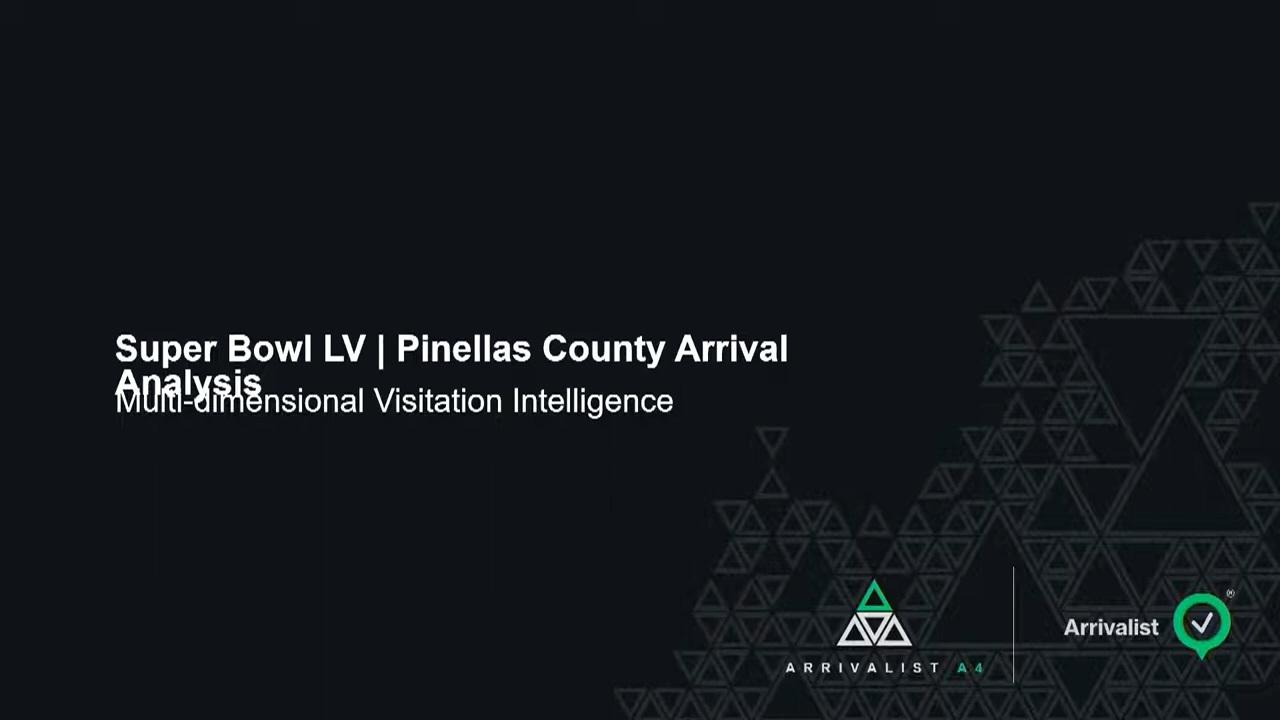 Super Bowl LV | Pinellas County Arrival
Analysis
Multi-dimensional Visitation Intelligence
ARRIVALIST A4
Arrivalist
®